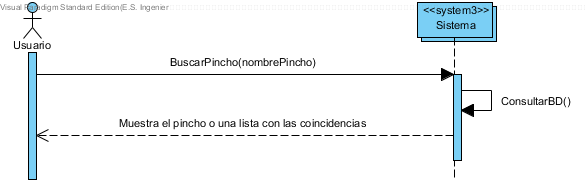 Visual Paradigm Standard Edition(E.S. Ingenier
<<system3>>
Sistema
Usuario
BuscarPincho(nombrePincho)
ConsultarBD()
Muestra el pincho o una lista con las coincidencias